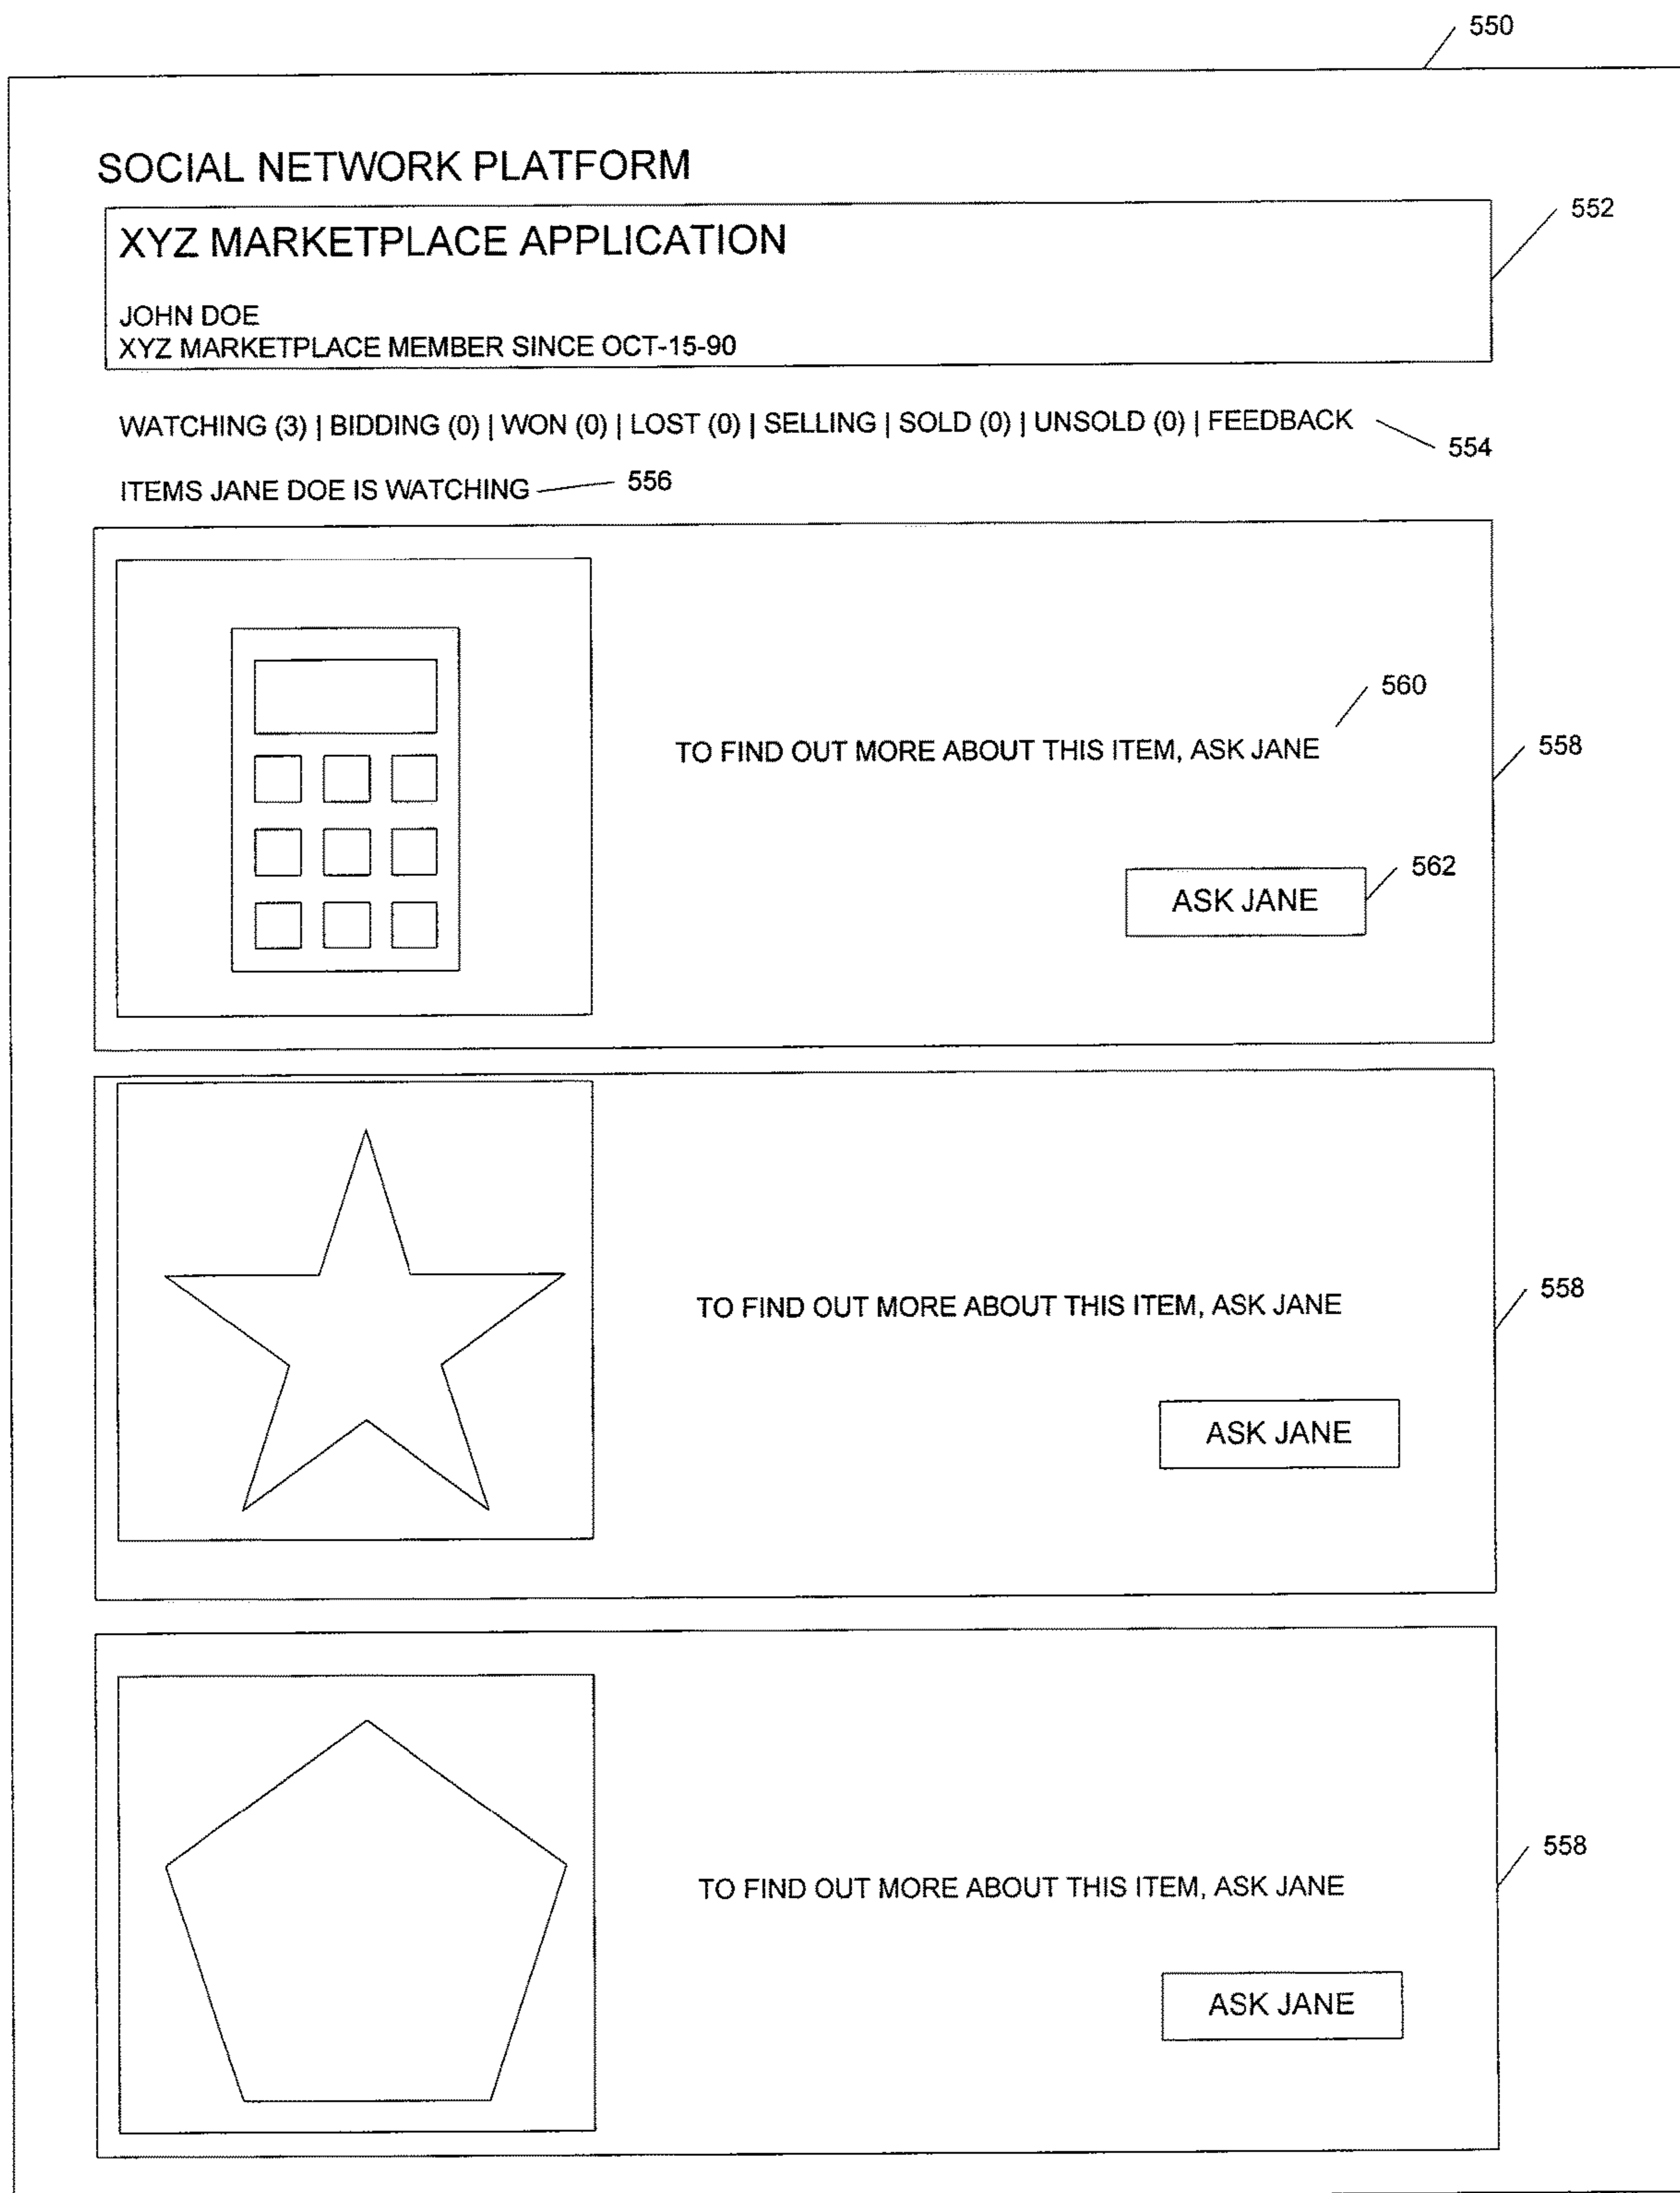 550
SOCIAL NETWORK PLATFORM
552
XYZ MARKETPLACE APPLICATION
JOHN DOE
XYZ MARKETPLACE MEMBER SINCE OCT-15-90
WATCHING (3) | BIDDING (0) | WON (0) | LOST (0) | SELLING | SOLD (0) | UNSOLD (0) | FEEDBACK
554
ITEMS JANE DOE IS WATCHING
556
560
TO FIND OUT MORE ABOUT THIS ITEM, ASK JANE
558
562
ASK JANE
558
TO FIND OUT MORE ABOUT THIS ITEM, ASK JANE
ASK JANE
558
TO FIND OUT MORE ABOUT THIS ITEM, ASK JANE
ASK JANE